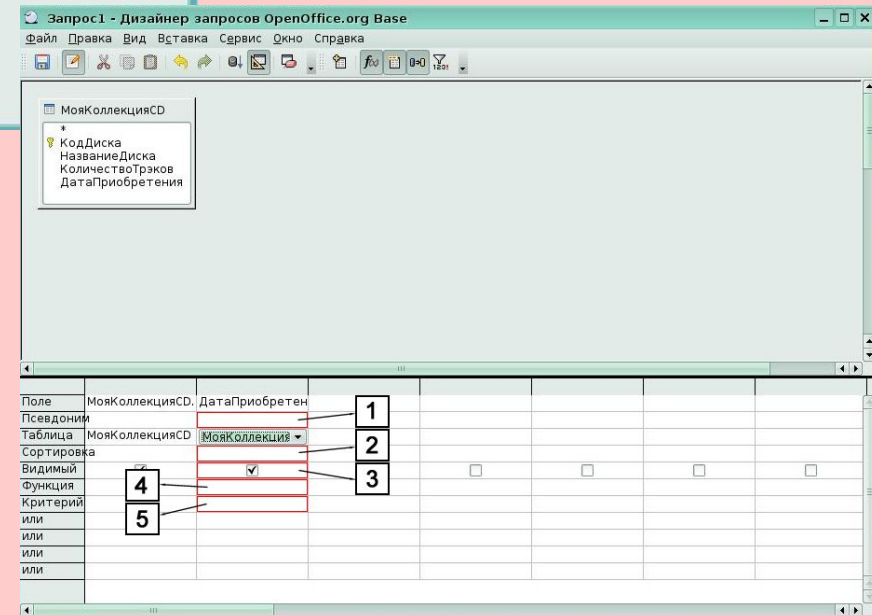 Запрос1 - Дизайнер запросов OpenOffice.org Base
Файл Правка Вид Вставка Сервис Окно Справка
МояКоллекцияCD
*
КодДиска
НазваниеДиска
КоличествоТрэков
ДатаПриобретения
Поле МояКоллекцияCD. ДатаПриобретен
Псевдоним 1
Таблица МояКоллекцияCD МояКоллекция
Сортировка 2
Видимый 3
Функция 4
Критерий 5
или
или
или
или